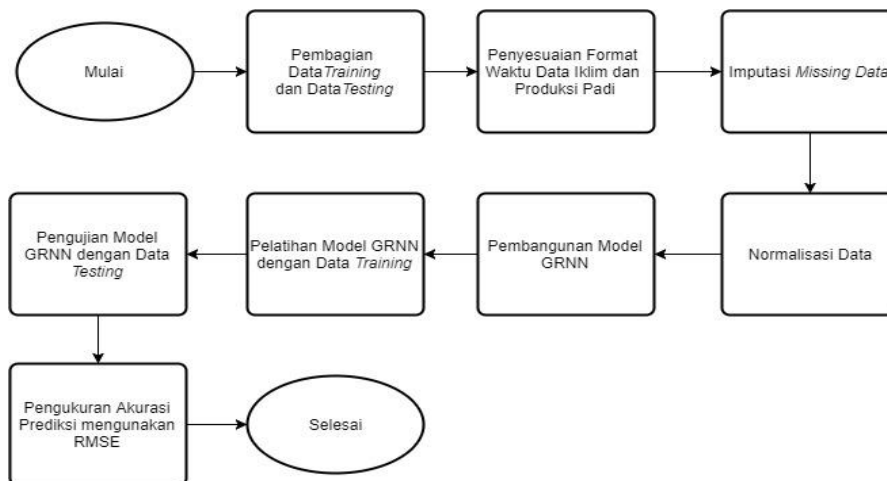 Mulai
Pembagian
DataTraining
dan DataTesting
Penyesuaian Format
Waktu Data Iklim dan
Produksi Padi
Imputasi Missing Data
Normalisasi Data
Pembangunan Model
GRNN
Pelatihan Model GRNN
dengan Data Training
Pengujian Model
GRNN dengan Data
Testing
Pengukuran Akurasi
Prediksi mengunakan
RMSE
Selesai